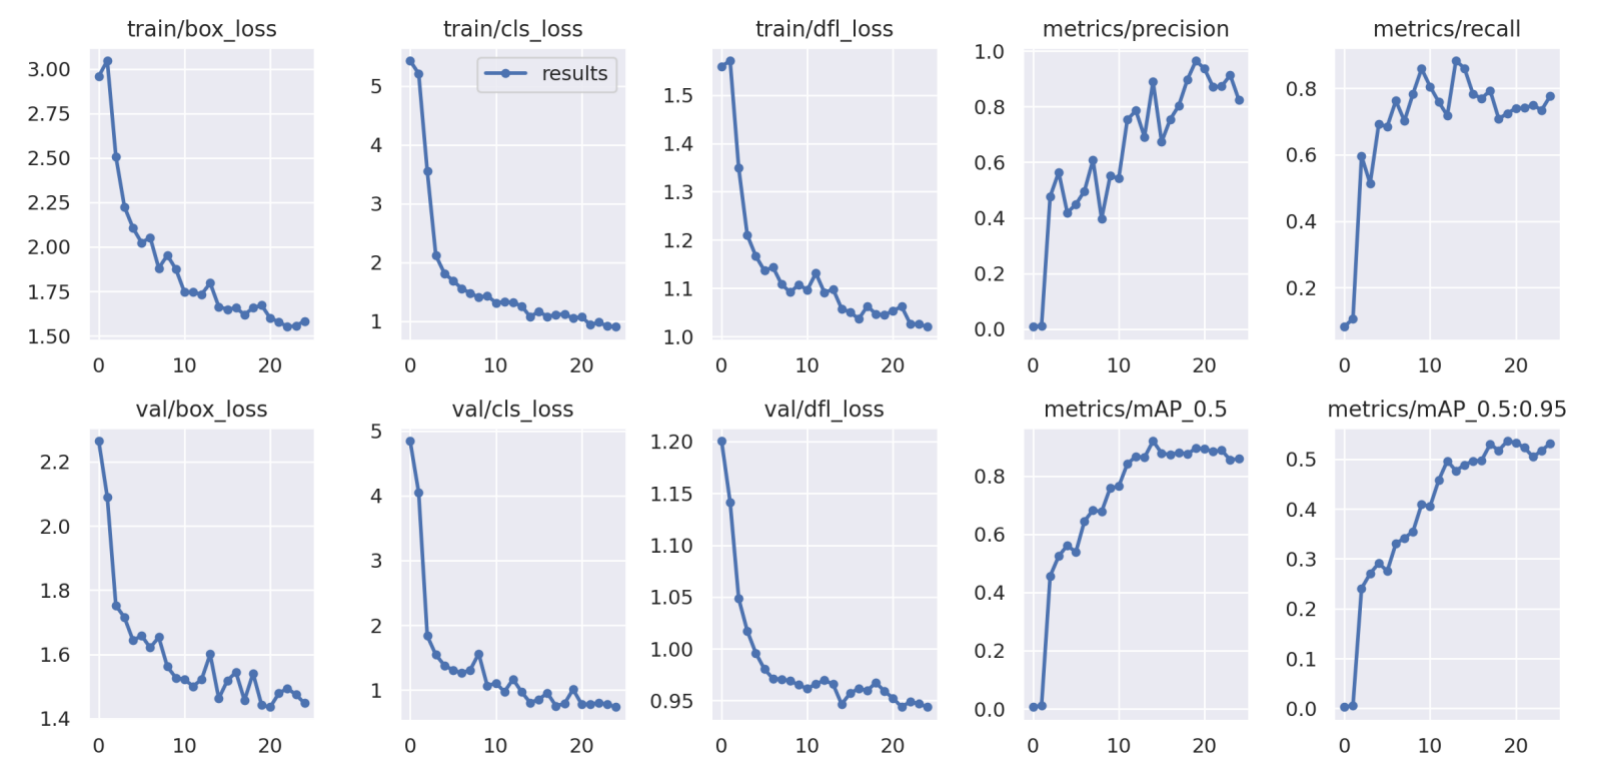 train/box_loss
3.00
2.75
2.50
2.25
2.00
1.75
1.50
0 10 20
train/cls_loss
results
5
4
3
2
1
0 10 20
train/dfl_loss
1.5
1.4
1.3
1.2
1.1
1.0
0 10 20
metrics/precision
1.0
0.8
0.6
0.4
0.2
0.0
0 10 20
metrics/recall
0.8
0.6
0.4
0.2
0 10 20
val/box_loss
2.2
2.0
1.8
1.6
1.4
0 10 20
val/cls_loss
5
4
3
2
1
0 10 20
val/dfl_loss
1.20
1.15
1.10
1.05
1.00
0.95
0 10 20
metrics/mAP_0.5
0.8
0.6
0.4
0.2
0.0
0 10 20
metrics/mAP_0.5:0.95
0.5
0.4
0.3
0.2
0.1
0.0
0 10 20